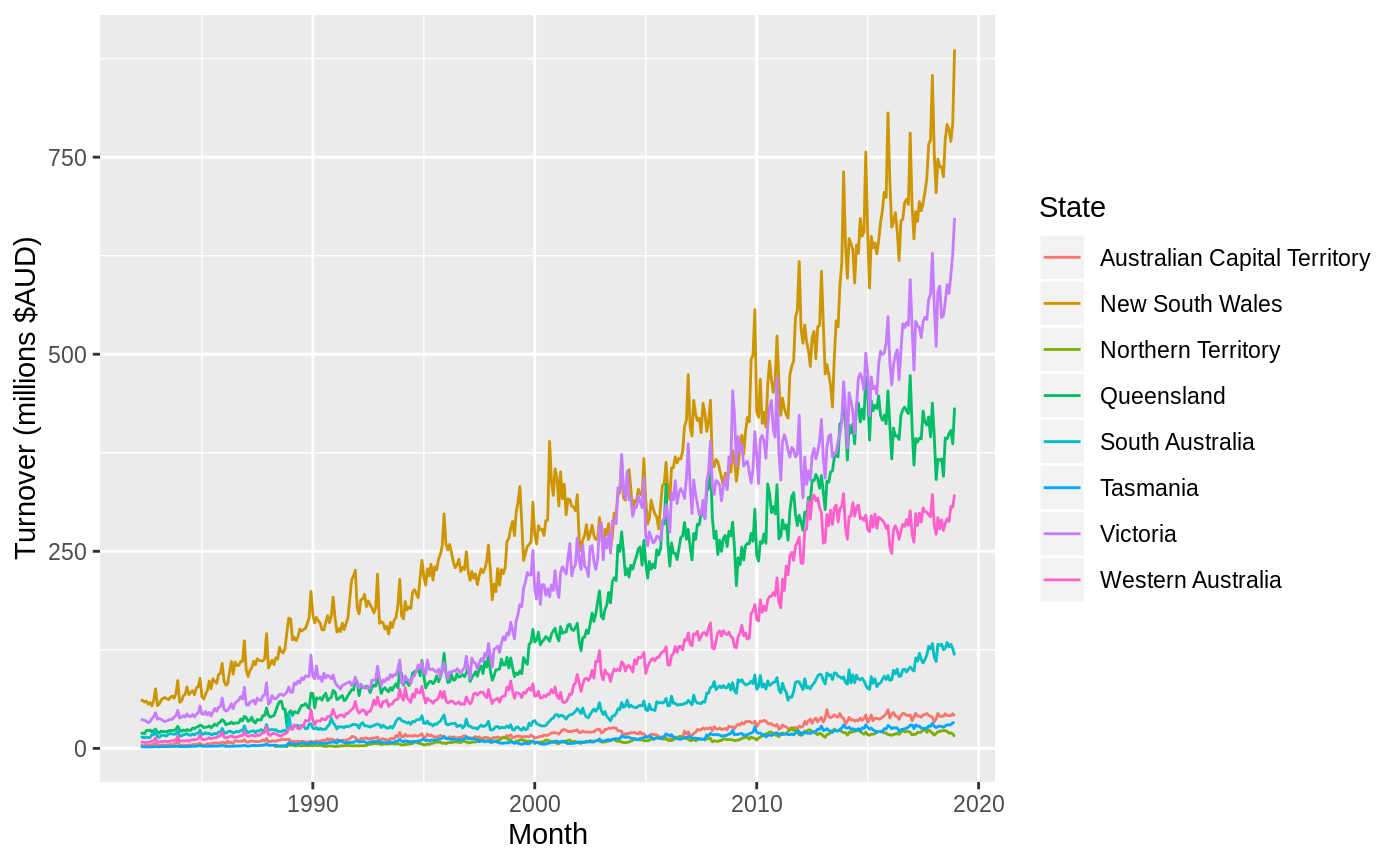 Turnover (millions $AUD)
750
500
250
0
1990
2000
2010
2020
Month
State
Australian Capital Territory
New South Wales
Northern Territory
Queensland
South Australia
Tasmania
Victoria
Western Australia